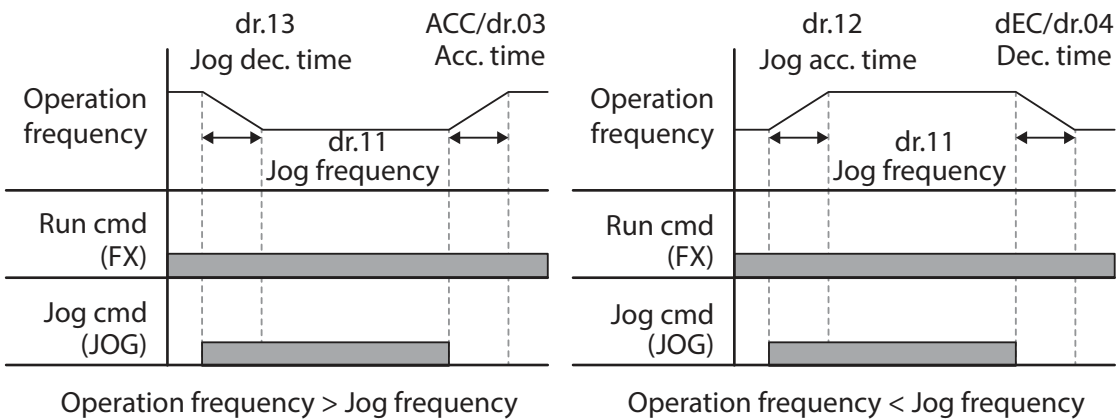 dr.13
Jog dec. time
ACC/dr.03
Acc. time
Operation
frequency
dr.11
Jog frequency
Run cmd
(FX)
Jog cmd
(JOG)
Operation frequency > Jog frequency
dr.12
Jog acc. time
dEC/dr.04
Dec. time
Operation
frequency
dr.11
Jog frequency
Run cmd
(FX)
Jog cmd
(JOG)
Operation frequency < Jog frequency